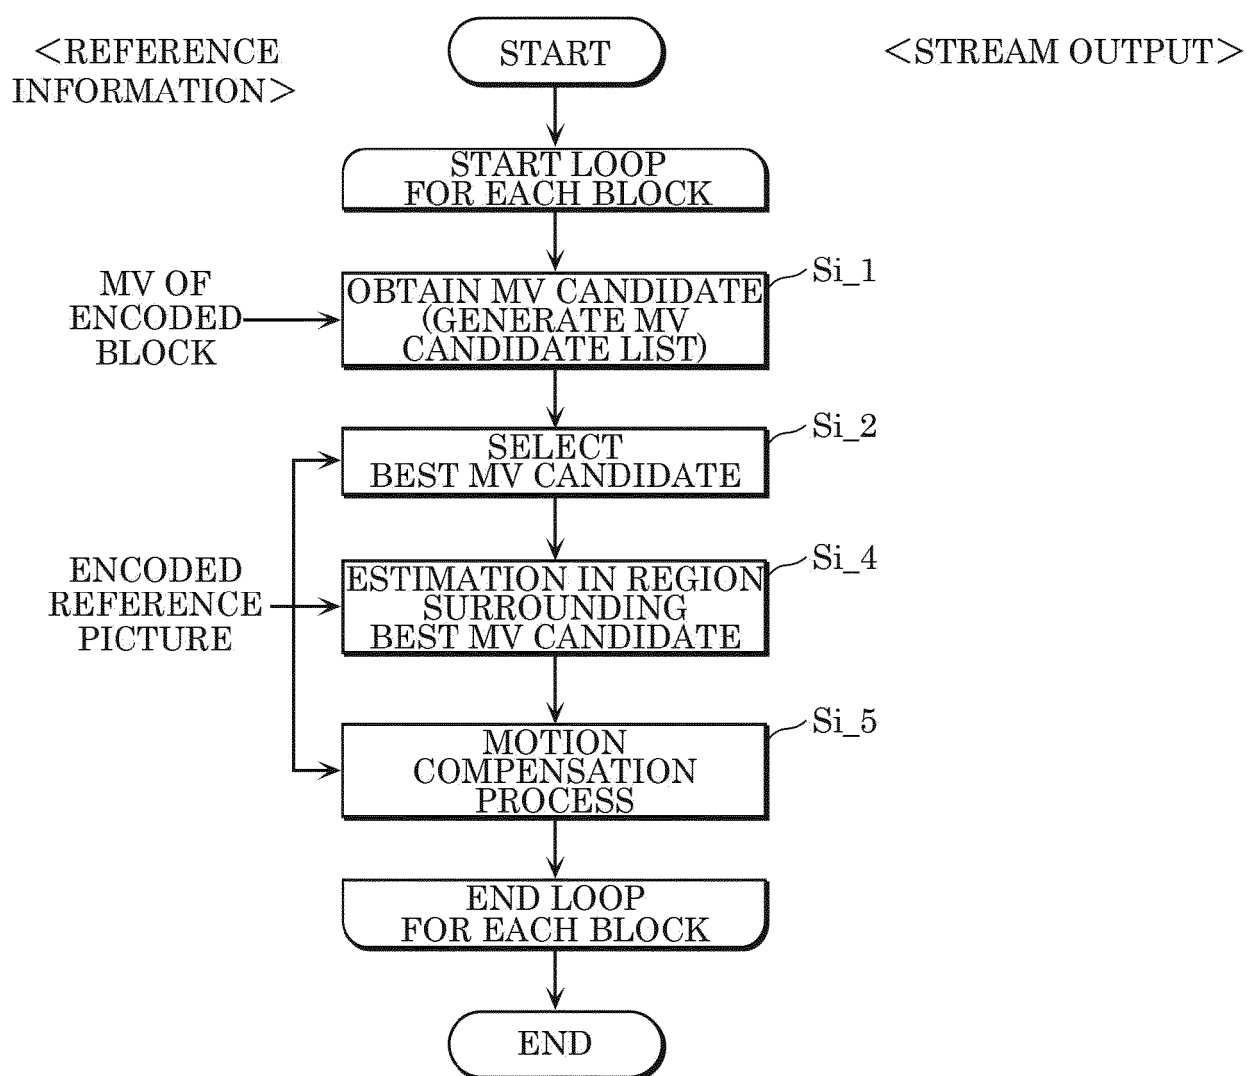 <REFERENCE
INFORMATION>
START
<STREAM OUTPUT>
START LOOP
FOR EACH BLOCK
MV OF
ENCODED
BLOCK
OBTAIN MV CANDIDATE
(GENERATE MV
CANDIDATE LIST)
Si_1
SELECT
BEST MV CANDIDATE
Si_2
ENCODED
REFERENCE
PICTURE
ESTIMATION IN REGION
SURROUNDING
BEST MV CANDIDATE
Si_4
MOTION
COMPENSATION
PROCESS
Si_5
END LOOP
FOR EACH BLOCK
END